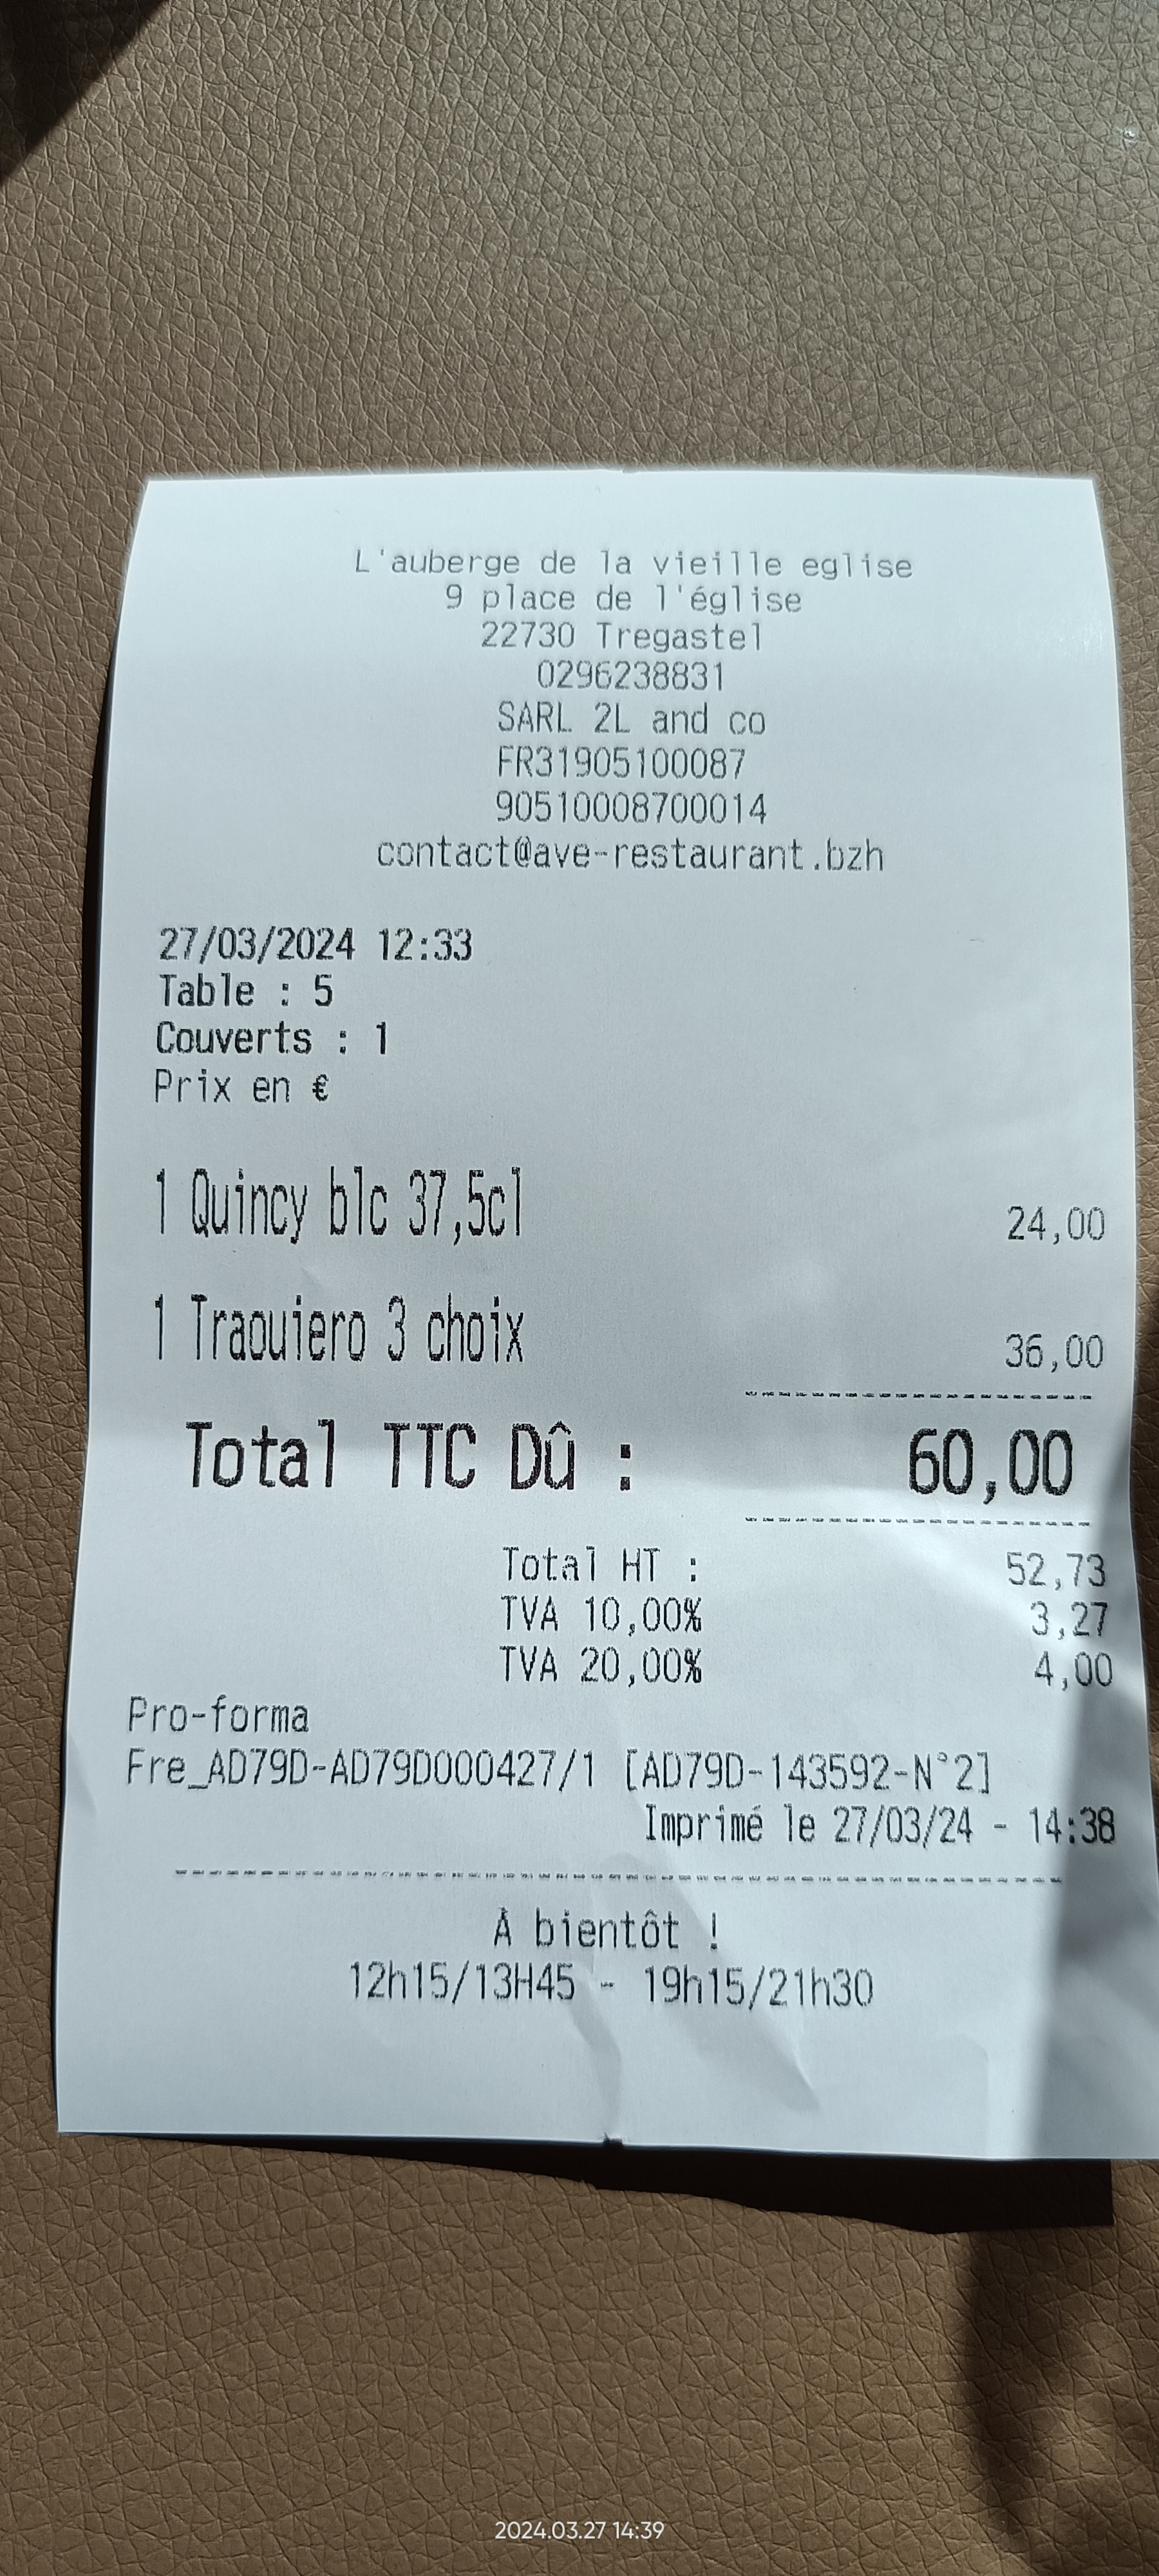 L'auberge de la vieille eglise
9 place de l'église
22730 Tregastel
0296238831
SARL 2L and co
FR31905100087
90510008700014
contact@ave-restaurant.bzh
27/03/2024 12:33
Table : 5
Couverts : 1
Prix en €
1 Quincy blc 37,5cl 24,00
1 Traouiero 3 choix 36,00
Total TTC Dû : 60,00
Total HT : 52,73
TVA 10,00% 3,27
TVA 20,00% 4,00
Pro-forma
Fre_AD79D-AD79D000427/1 [AD79D-143592-N°2]
Imprimé le 27/03/24 - 14:38
À bientôt !
12h15/13H45 - 19h15/21h30
2024.03.27 14:39